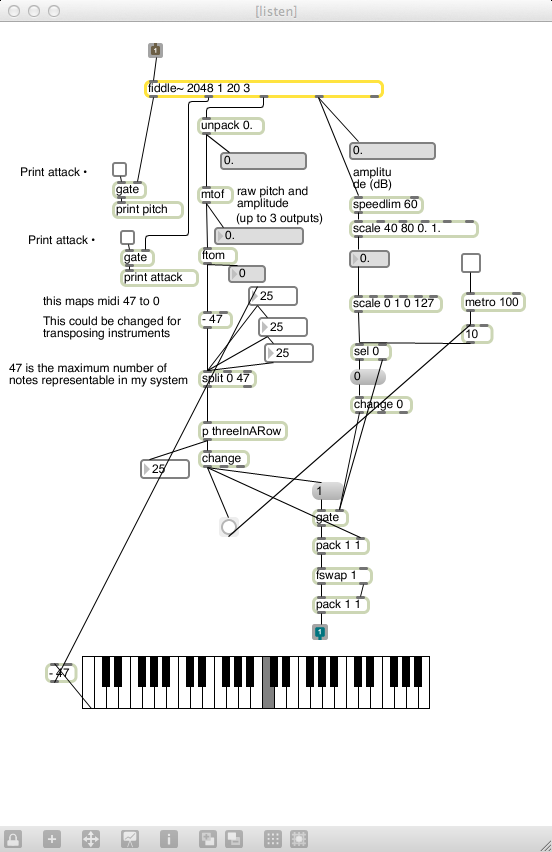 [listen]
1
fiddle~ 2048 1 20 3
unpack 0.
0.
0.
amplitu
de (dB)
Print attack •
gate
mtof
raw pitch and
amplitude
(up to 3 outputs)
speedlim 60
print pitch
scale 40 80 0. 1.
Print attack •
0.
gate
ftom
0.
print attack
0
this maps midi 47 to 0
25
scale 0 1 0 127
metro 100
This could be changed for
transposing instruments
- 47
25
10
25
sel 0
47 is the maximum number of
notes representable in my system
split 0 47
0
change 0
p threeInARow
change
25
1
gate
pack 1 1
fswap 1
pack 1 1
1
- 47